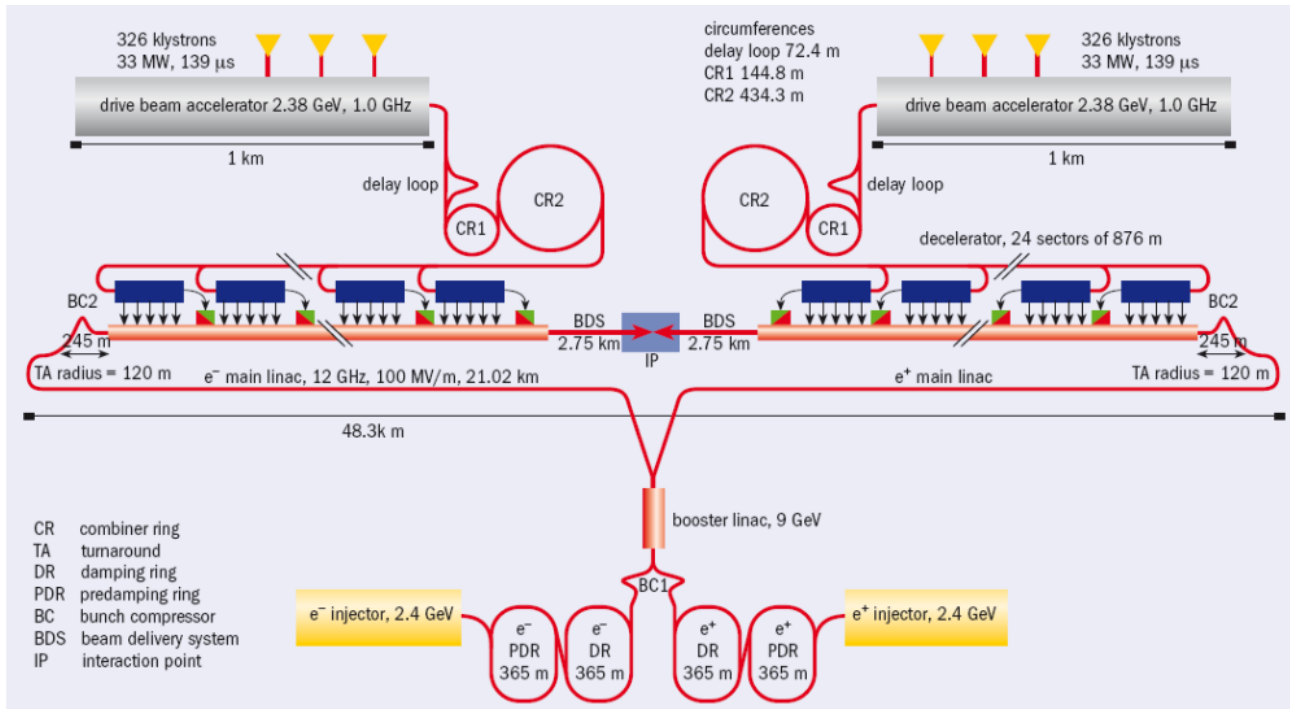 326 klystrons
33 MW, 139 μs
circumferences
delay loop 72.4 m
CR1 144.8 m
CR2 434.3 m
326 klystrons
33 MW, 139 μs
drive beam accelerator 2.38 GeV, 1.0 GHz
drive beam accelerator 2.38 GeV, 1.0 GHz
1 km
1 km
delay loop
CR2
CR1
CR2
CR1
delay loop
decelerator, 24 sectors of 876 m
BC2
BC2
245 m
BDS
2.75 km
IP
BDS
2.75 km
245 m
TA radius = 120 m
e⁻ main linac, 12 GHz, 100 MV/m, 21.02 km
e⁺ main linac
TA radius = 120 m
48.3k m
booster linac, 9 GeV
BC1
CR combiner ring
TA turnaround
DR damping ring
PDR predamping ring
BC bunch compressor
BDS beam delivery system
IP interaction point
e⁻ injector, 2.4 GeV
e⁻
PDR
365 m
e⁻
DR
365 m
e⁺
DR
365 m
e⁺
PDR
365 m
e⁺ injector, 2.4 GeV